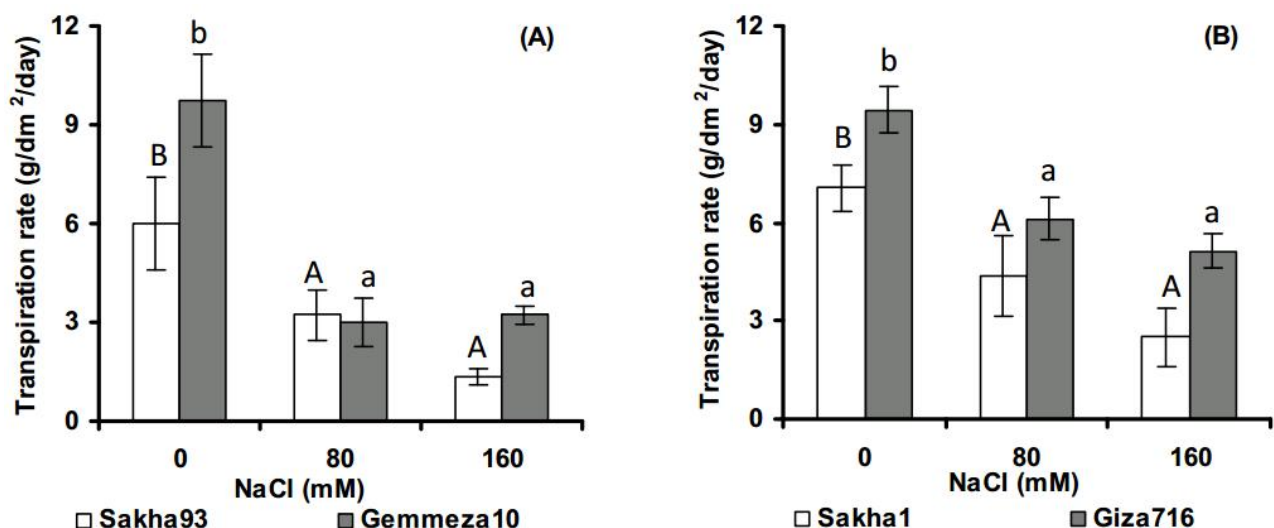 12
9
6
3
0
Transpiration rate (g/dm ²/day)
(A)
B
b
A
a
A
a
0
80
160
NaCl (mM)
Sakha93
Gemmeza10
12
9
6
3
0
Transpiration rate (g/dm ²/day)
(B)
B
b
A
a
A
a
0
80
160
NaCl (mM)
Sakha1
Giza716